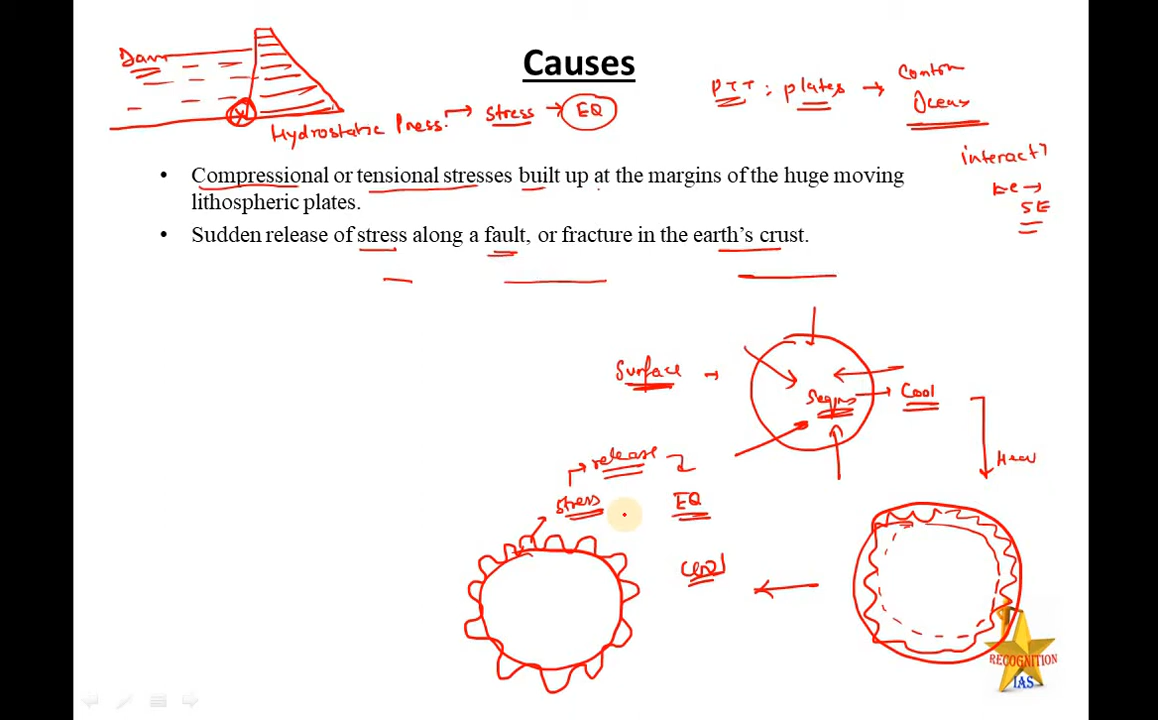 Causes
Dam
Hydrostatic Press. → Stress → EQ
PTT : plates →
Interact?
SE
• Compressional or tensional stresses built up at the margins of the huge moving
lithospheric plates.
• Sudden release of stress along a fault, or fracture in the earth's crust.
Surface →
→ Cool
release
Stress
EQ
Cool
RECOGNITION
IAS